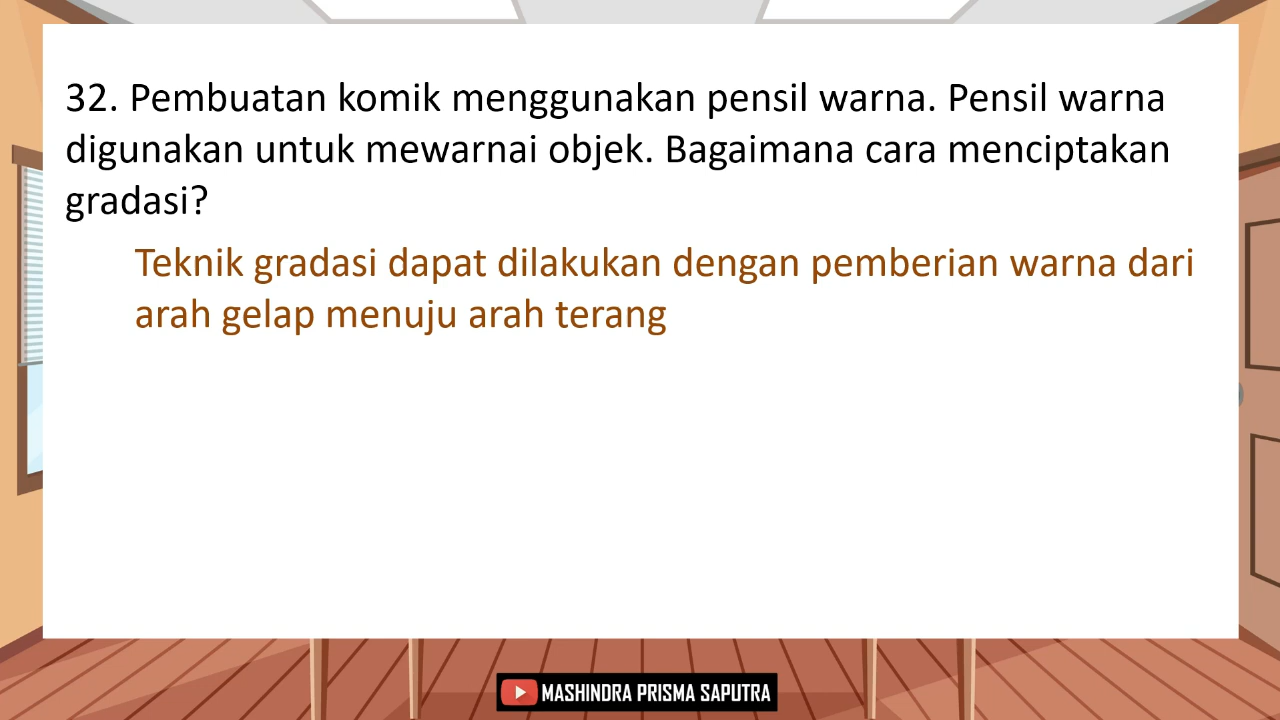 32. Pembuatan komik menggunakan pensil warna. Pensil warna
digunakan untuk mewarnai objek. Bagaimana cara menciptakan
gradasi?
Teknik gradasi dapat dilakukan dengan pemberian warna dari
arah gelap menuju arah terang
MASHINDRA PRISMA SAPUTRA